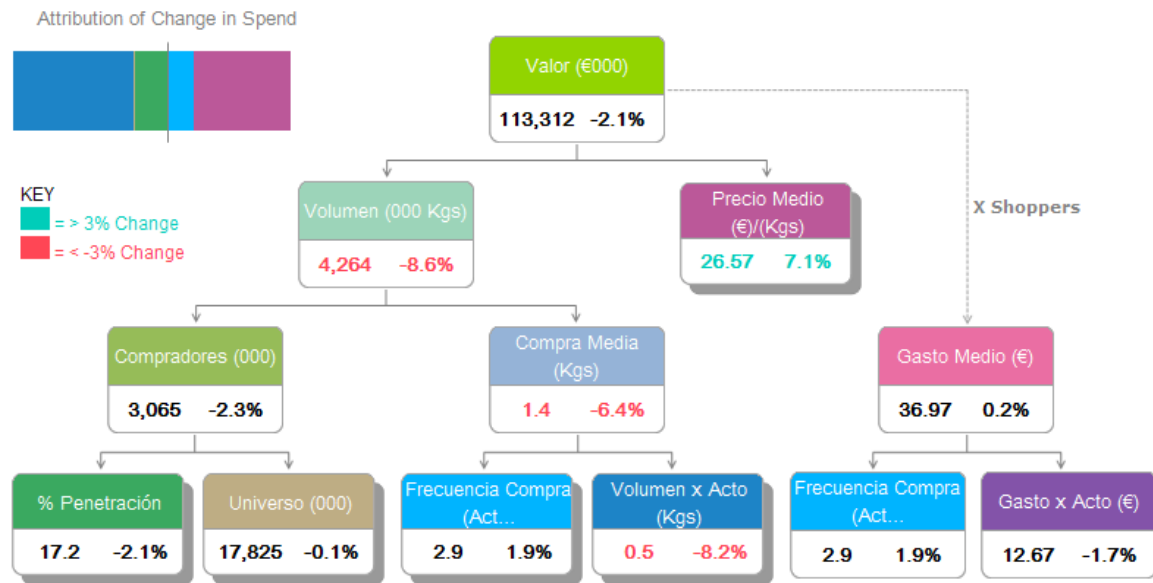 Attribution of Change in Spend
Valor (€000)
113,312 -2.1%
KEY
= > 3% Change
= < -3% Change
Volumen (000 Kgs)
4,264 -8.6%
Precio Medio
(€)/(Kgs)
26.57 7.1%
X Shoppers
Compradores (000)
3,065 -2.3%
Compra Media
(Kgs)
1.4 -6.4%
Gasto Medio (€)
36.97 0.2%
% Penetración
17.2 -2.1%
Universo (000)
17,825 -0.1%
Frecuencia Compra
(Act...
2.9 1.9%
Volumen x Acto
(Kgs)
0.5 -8.2%
Frecuencia Compra
(Act...
2.9 1.9%
Gasto x Acto (€)
12.67 -1.7%